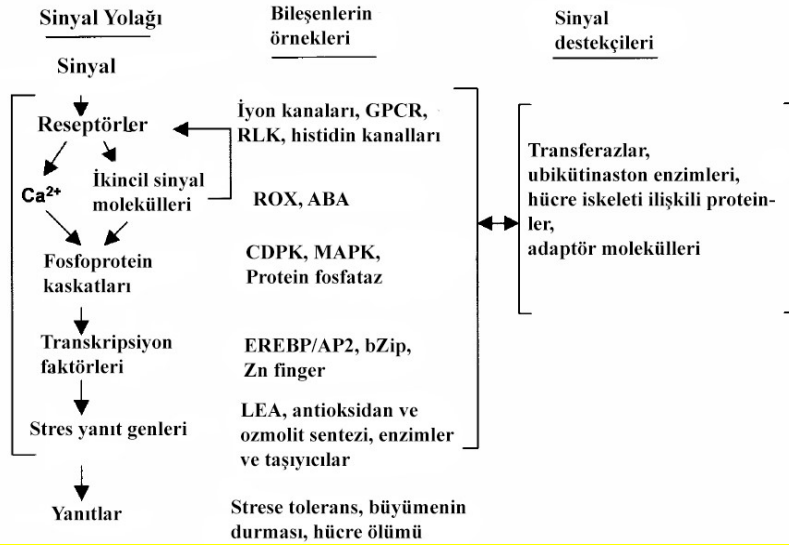 Sinyal Yolağı
Bileşenlerin
örnekleri
Sinyal
destekçileri
Sinyal
Reseptörler
İyon kanaları, GPCR,
RLK, histidin kanalları
Ca2+
İkincil sinyal
molekülleri
ROX, ABA
Transferazlar,
ubikütinaston enzimleri,
hücre iskeleti ilişkili protein-
ler,
adaptör molekülleri
Fosfoprotein
kaskatları
CDPK, MAPK,
Protein fosfataz
Transkripsiyon
faktörleri
EREBP/AP2, bZip,
Zn finger
Stres yanıt genleri
LEA, antioksidan ve
ozmolit sentezi, enzimler
ve taşıyıcılar
Yanıtlar
Strese tolerans, büyümenin
durması, hücre ölümü